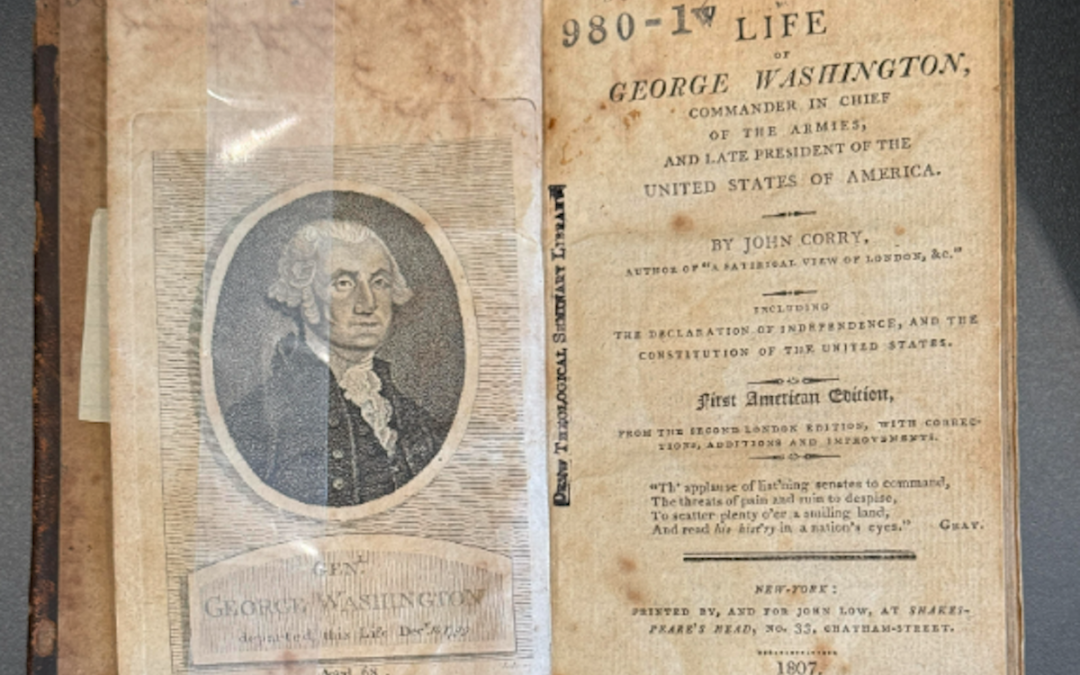 GENL
GEORGE WASHINGTON
departed this Life Decr.
Aged 68.
DREW THEOLOGICAL SEMINARY LIBRARY
980-1
LIFE
OF
GEORGE WASHINGTON,
COMMANDER IN CHIEF
OF THE ARMIES,
AND LATE PRESIDENT OF THE
UNITED STATES OF AMERICA.
BY JOHN CORRY,
AUTHOR OF "A SATIRICAL VIEW OF LONDON, &c."
INCLUDING
THE DECLARATION OF INDEPENDENCE, AND THE
CONSTITUTION OF THE UNITED STATES.
First American Edition,
FROM THE SECOND LONDON EDITION, WITH CORREC-
TIONS, ADDITIONS AND IMPROVEMENTS.
"Th' applause of list'ning senates to command,
The threats of pain and ruin to despise,
To scatter plenty o'er a smiling land,
And read his hist'ry in a nation's eyes." GRAY.
NEW-YORK:
PRINTED BY, AND FOR JOHN LOW, AT SHAKES-
PEARE'S HEAD, NO. 33, CHATHAM-STREET.
1807.